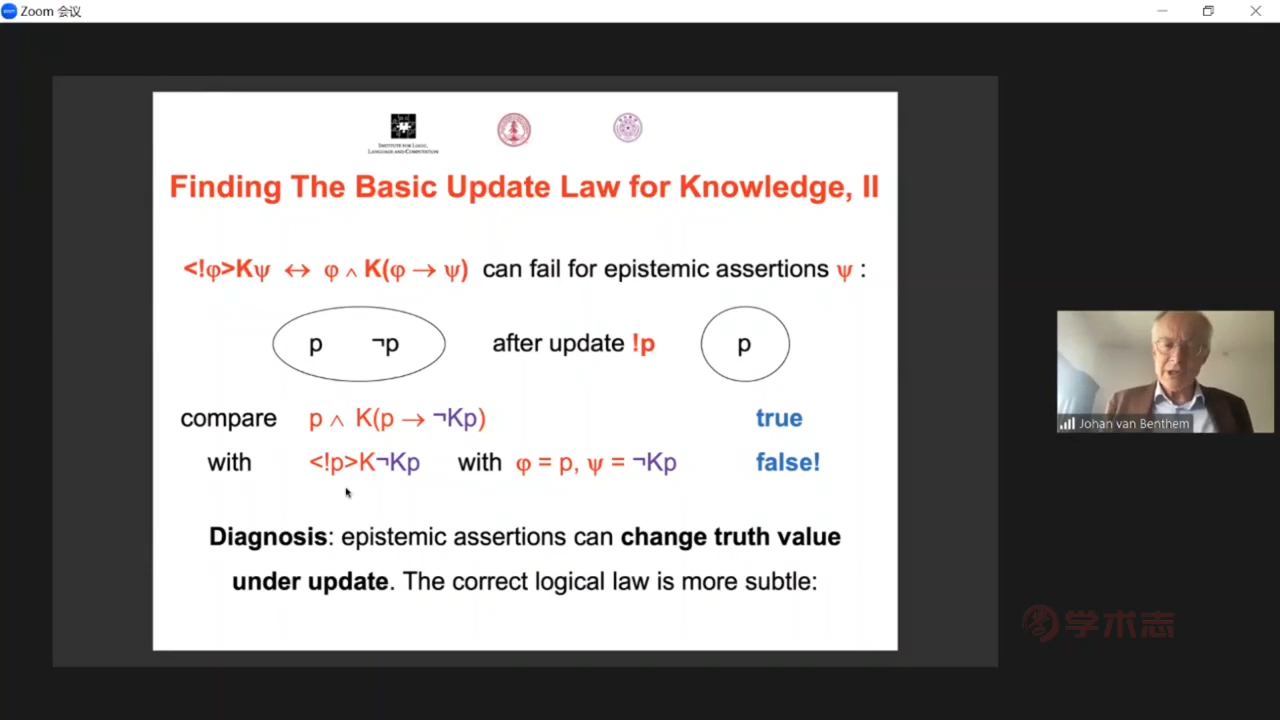 Zoom 会议
INSTITUTE FOR LOGIC,
LANGUAGE AND COMPUTATION
Finding The Basic Update Law for Knowledge, II
<!φ>Kψ ↔ φ ∧ K(φ → ψ) can fail for epistemic assertions ψ :
p ¬p after update !p p
compare p ∧ K(p → ¬Kp) true
with <!p>K¬Kp with φ = p, ψ = ¬Kp false!
Diagnosis: epistemic assertions can change truth value
under update. The correct logical law is more subtle:
Johan van Benthem
学术志